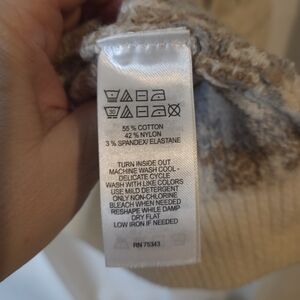 30
55 % COTTON
42 % NYLON
3 % SPANDEX/ ELASTANE
TURN INSIDE OUT
MACHINE WASH COOL -
DELICATE CYCLE
WASH WITH LIKE COLORS
USE MILD DETERGENT
ONLY NON-CHLORINE
BLEACH WHEN NEEDED
RESHAPE WHILE DAMP
DRY FLAT
LOW IRON IF NEEDED
RN 75343